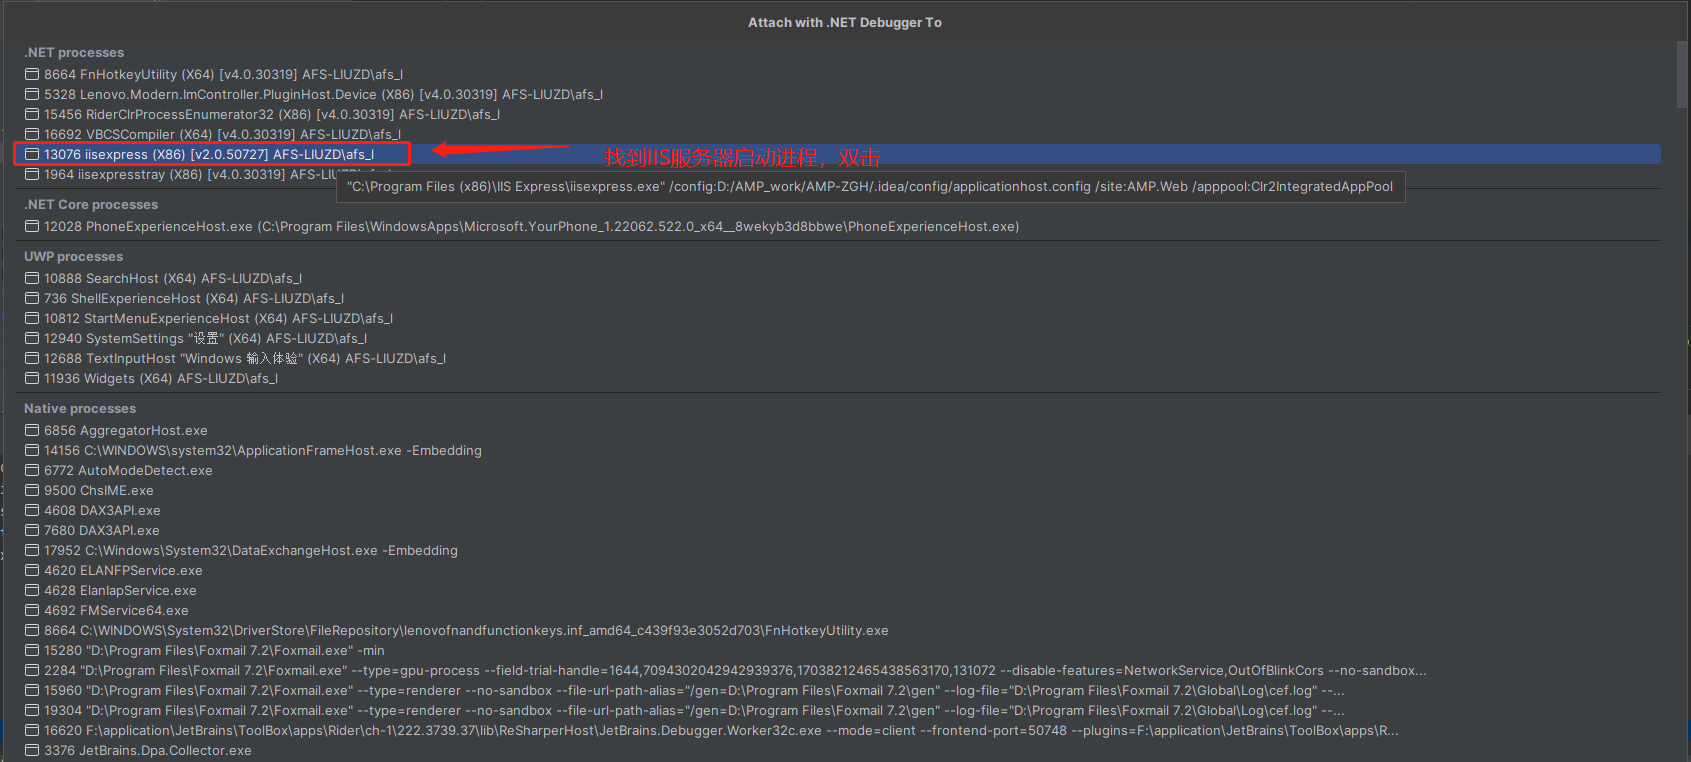 Attach with .NET Debugger To
.NET processes
8664 FnHotkeyUtility (X64) [v4.0.30319] AFS-LIUZD\afs_l
5328 Lenovo.Modern.ImController.PluginHost.Device (X86) [v4.0.30319] AFS-LIUZD\afs_l
15456 RiderClrProcessEnumerator32 (X86) [v4.0.30319] AFS-LIUZD\afs_l
16692 VBCSCompiler (X64) [v4.0.30319] AFS-LIUZD\afs_l
13076 iisexpress (X86) [v2.0.50727] AFS-LIUZD\afs_l
找到IIS服务器启动进程，双击
1964 iisexpresstray (X86) [v4.0.30319] AFS-LIU
"C:\Program Files (x86)\IIS Express\iisexpress.exe" /config:D:/AMP_work/AMP-ZGH/.idea/config/applicationhost.config /site:AMP.Web /apppool:Clr2IntegratedAppPool
.NET Core processes
12028 PhoneExperienceHost.exe (C:\Program Files\WindowsApps\Microsoft.YourPhone_1.22062.522.0_x64__8wekyb3d8bbwe\PhoneExperienceHost.exe)
UWP processes
10888 SearchHost (X64) AFS-LIUZD\afs_l
736 ShellExperienceHost (X64) AFS-LIUZD\afs_l
10812 StartMenuExperienceHost (X64) AFS-LIUZD\afs_l
12940 SystemSettings "设置" (X64) AFS-LIUZD\afs_l
12688 TextInputHost "Windows 输入体验" (X64) AFS-LIUZD\afs_l
11936 Widgets (X64) AFS-LIUZD\afs_l
Native processes
6856 AggregatorHost.exe
14156 C:\WINDOWS\system32\ApplicationFrameHost.exe -Embedding
6772 AutoModeDetect.exe
9500 ChsIME.exe
4608 DAX3API.exe
7680 DAX3API.exe
17952 C:\Windows\System32\DataExchangeHost.exe -Embedding
4620 ELANFPService.exe
4628 ElanIapService.exe
4692 FMService64.exe
8664 C:\WINDOWS\System32\DriverStore\FileRepository\lenovofnandfunctionkeys.inf_amd64_c439f93e3052d703\FnHotkeyUtility.exe
15280 "D:\Program Files\Foxmail 7.2\Foxmail.exe" -min
2284 "D:\Program Files\Foxmail 7.2\Foxmail.exe" --type=gpu-process --field-trial-handle=1644,7094302042942939376,17038212465438563170,131072 --disable-features=NetworkService,OutOfBlinkCors --no-sandbox...
15960 "D:\Program Files\Foxmail 7.2\Foxmail.exe" --type=renderer --no-sandbox --file-url-path-alias="/gen=D:\Program Files\Foxmail 7.2\gen" --log-file="D:\Program Files\Foxmail 7.2\Global\Log\cef.log" --...
19304 "D:\Program Files\Foxmail 7.2\Foxmail.exe" --type=renderer --no-sandbox --file-url-path-alias="/gen=D:\Program Files\Foxmail 7.2\gen" --log-file="D:\Program Files\Foxmail 7.2\Global\Log\cef.log" --...
16620 F:\application\JetBrains\ToolBox\apps\Rider\ch-1\222.3739.37\lib\ReSharperHost\JetBrains.Debugger.Worker32c.exe --mode=client --frontend-port=50748 --plugins=F:\application\JetBrains\ToolBox\apps\R...
3376 JetBrains.Dpa.Collector.exe